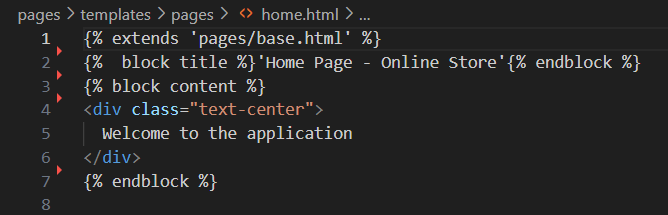 pages > templates > pages > <> home.html > ...
1 {% extends 'pages/base.html' %}
2 {%  block title %}'Home Page - Online Store'{% endblock %}
3 {% block content %}
4 <div class="text-center">
5   Welcome to the application
6 </div>
7 {% endblock %}
8